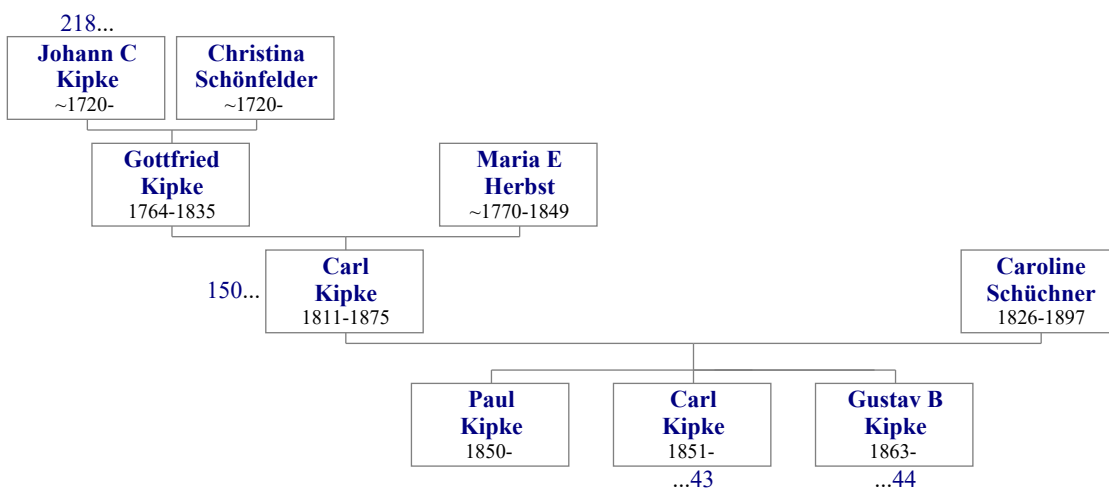 218...
Johann C
Kipke
~1720-
Christina
Schönfelder
~1720-
Gottfried
Kipke
1764-1835
Maria E
Herbst
~1770-1849
150...
Carl
Kipke
1811-1875
Caroline
Schüchner
1826-1897
Paul
Kipke
1850-
Carl
Kipke
1851-
...43
Gustav B
Kipke
1863-
...44